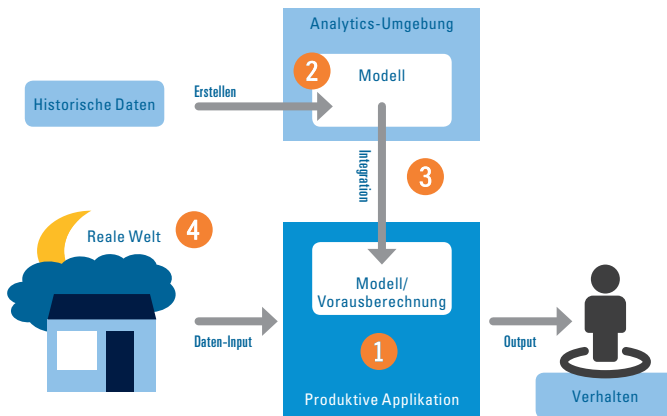 Analytics-Umgebung
2
Modell
Historische Daten
Erstellen
Integration
3
4
Reale Welt
Modell/
Vorausberechnung
Daten-Input
1
Output
Produktive Applikation
Verhalten